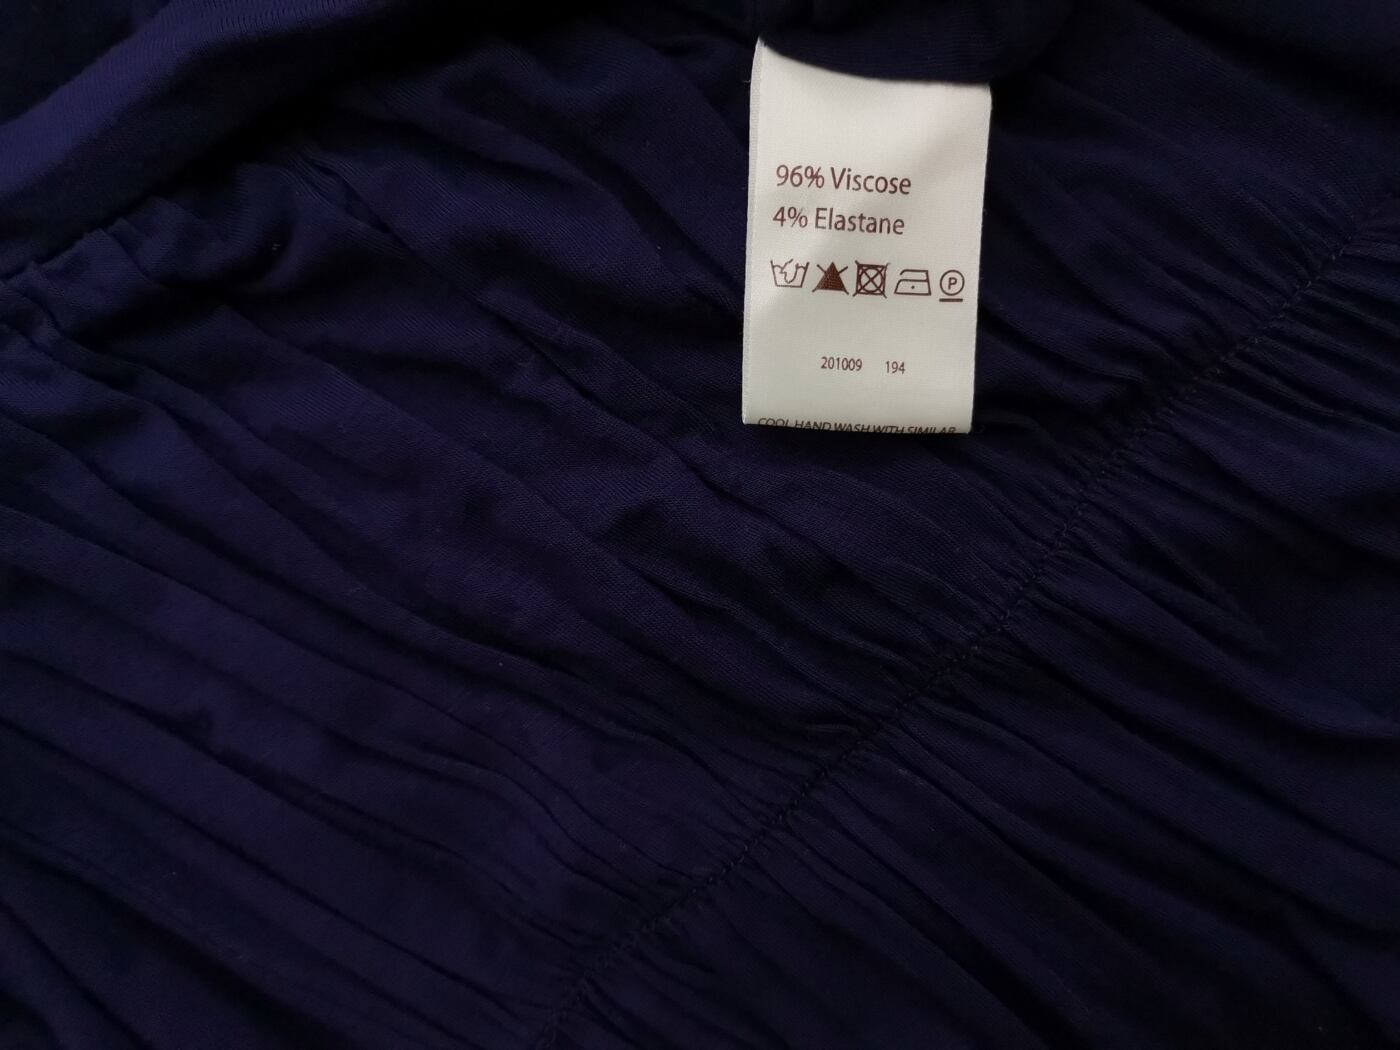 96% Viscose
4% Elastane
P
201009 194
COOL HAND WASH WITH SIMILAR